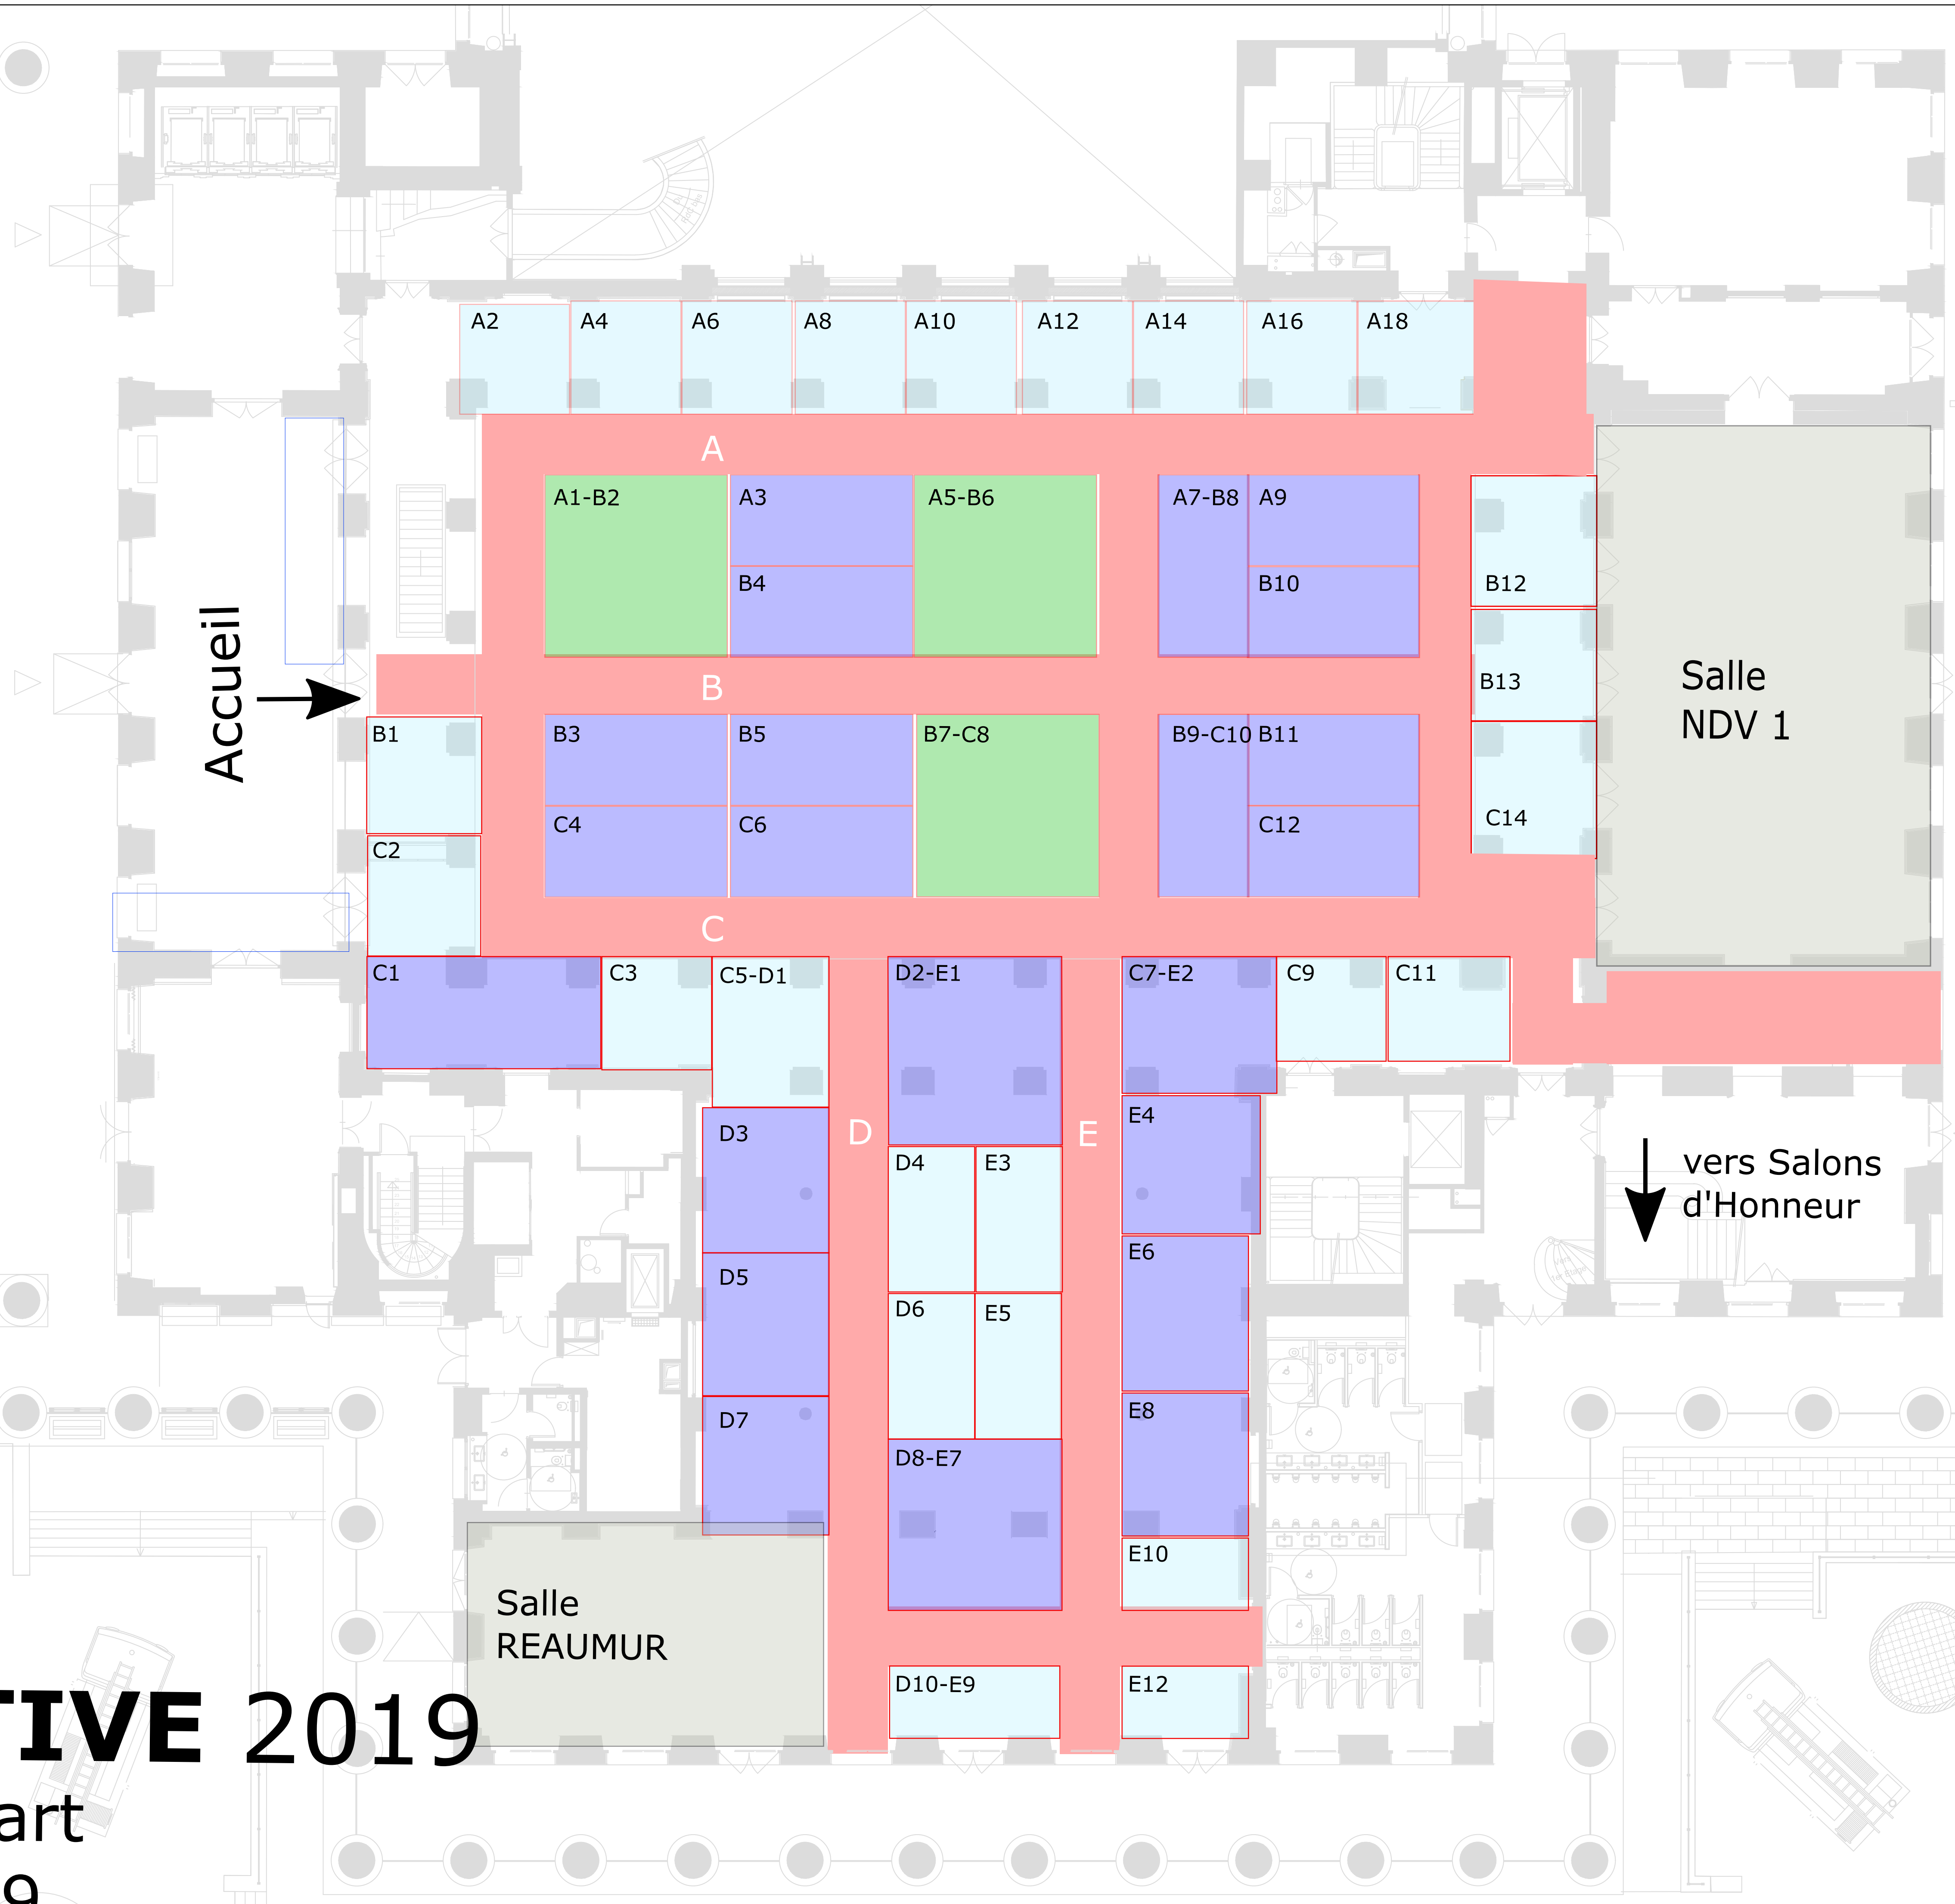 A2
A4
A6
A8
A10
A12
A14
A16
A18
A
A1-B2
A3
A5-B6
A7-B8
A9
B4
B10
B12
Accueil
B
B13
Salle
NDV 1
B1
B3
B5
B7-C8
B9-C10
B11
C2
C4
C6
C12
C14
C
C1
C3
C5-D1
D2-E1
C7-E2
C9
C11
D3
D
E
E4
D4
E3
vers Salons
d'Honneur
D5
E6
D6
E5
D7
E8
D8-E7
E10
Salle
REAUMUR
D10-E9
E12
TIVE 2019
art
9